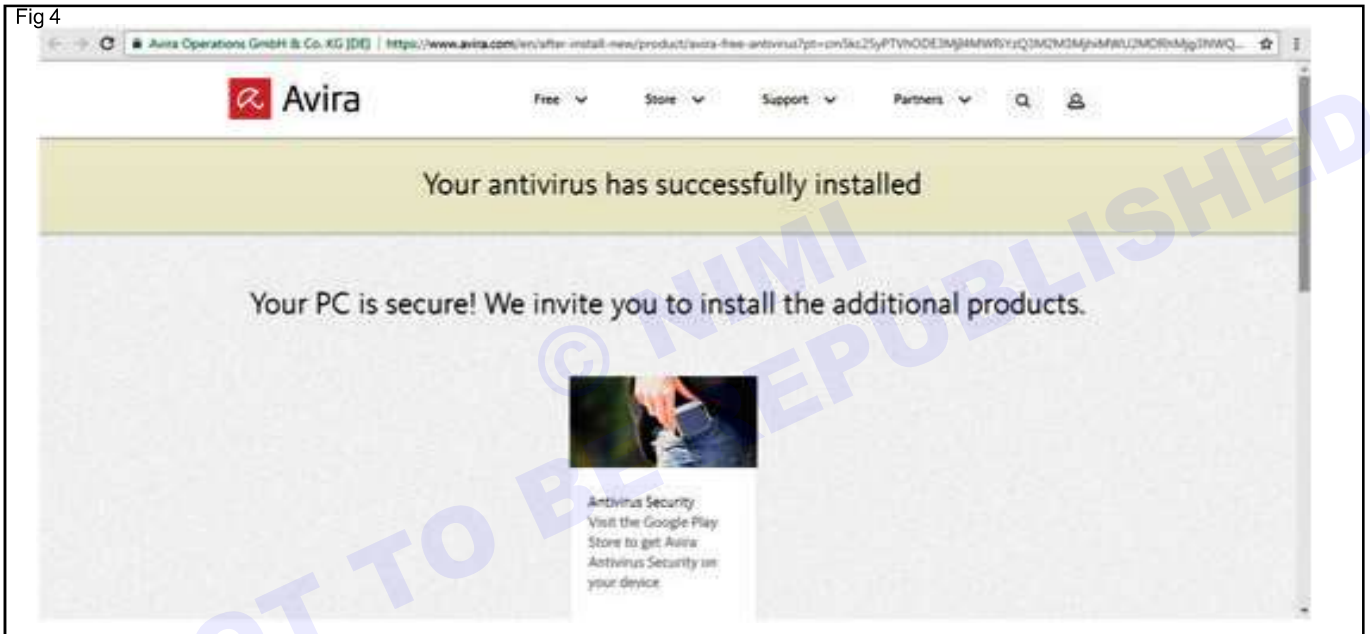 Fig 4
Avira Operations GmbH & Co. KG [DE] | https://www.avira.com/en/after-install-new/product/avira-free-antivirus?pt=
Avira
Free Store Support Partners
Your antivirus has successfully installed
Your PC is secure! We invite you to install the additional products.
Antivirus Security
Visit the Google Play
Store to get Avira
Antivirus Security on
your device
© NIMI
NOT TO BE REPUBLISHED